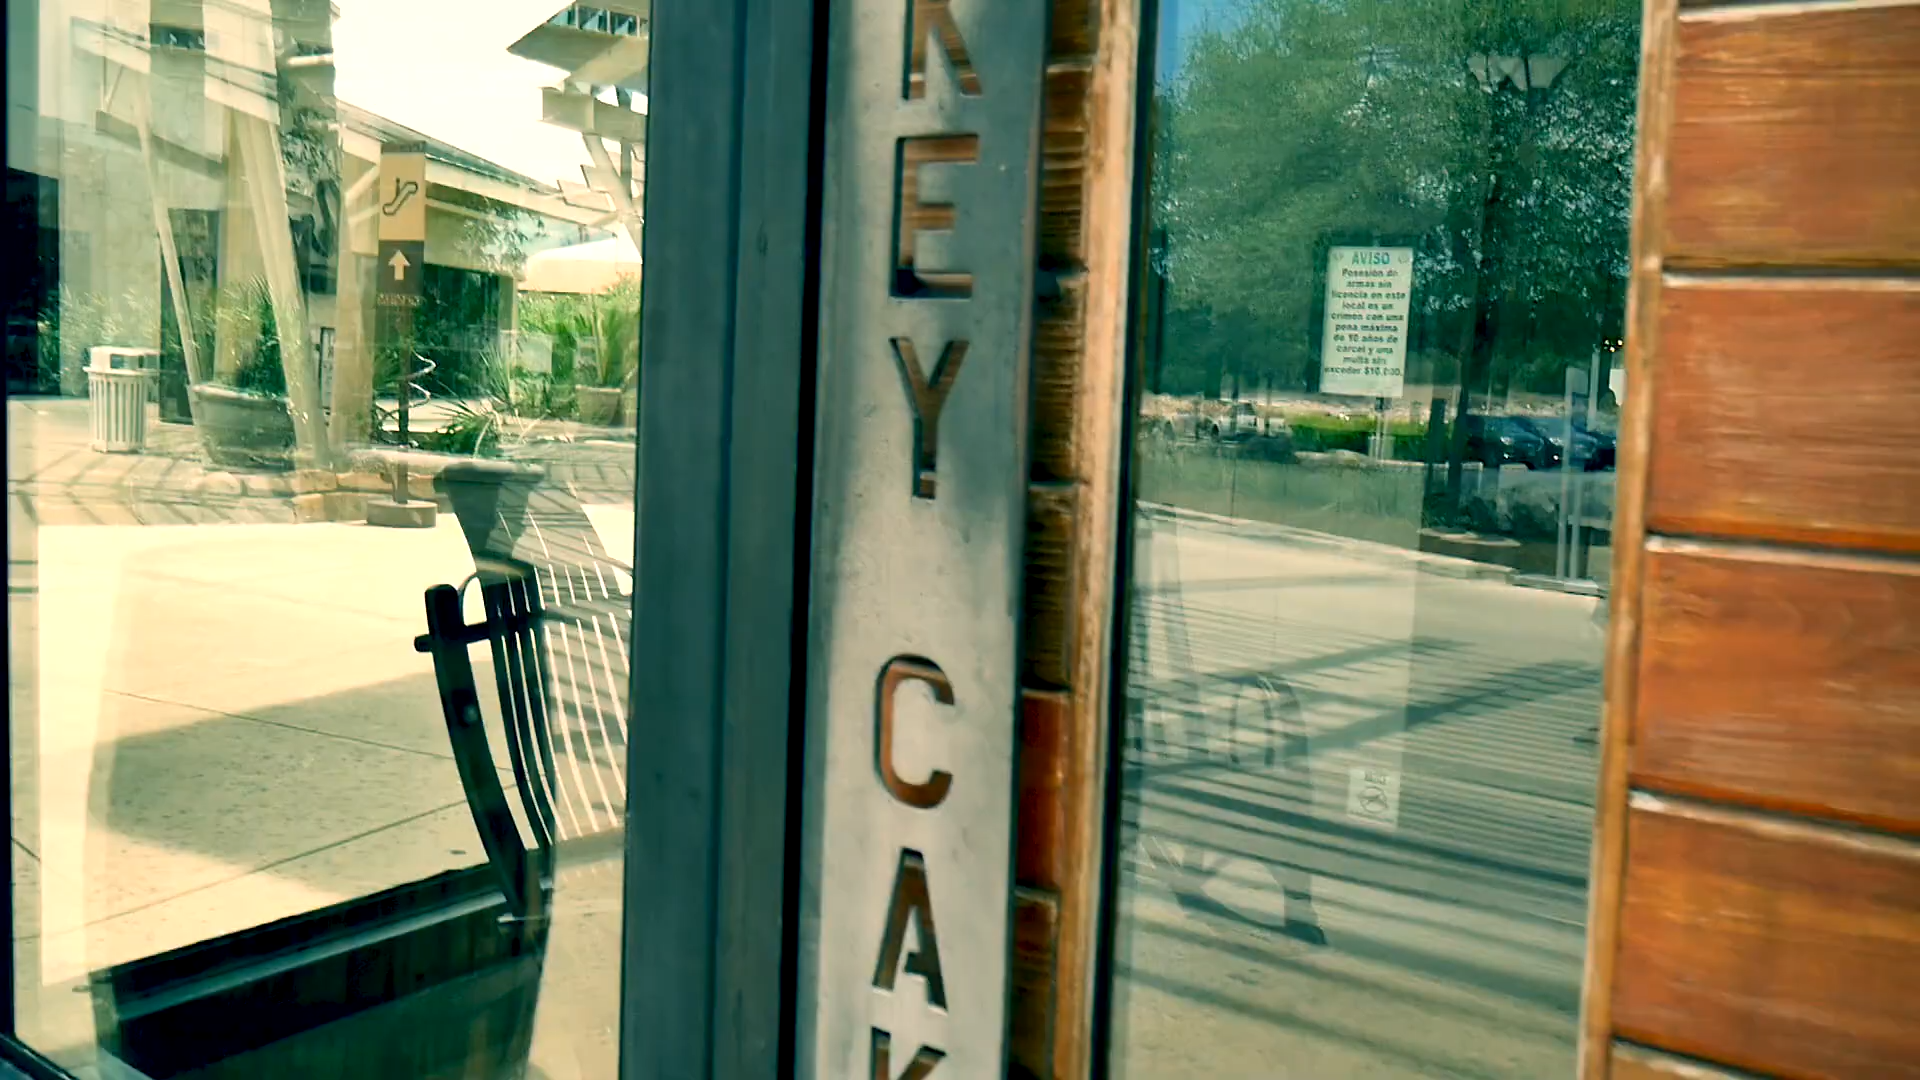 KEY
CAK
AVISO
Posesión de
armas sin
licencia en este
local es un
crimen con una
pena máxima
de 10 años de
carcel y una
multa sin
exceder $10,000.